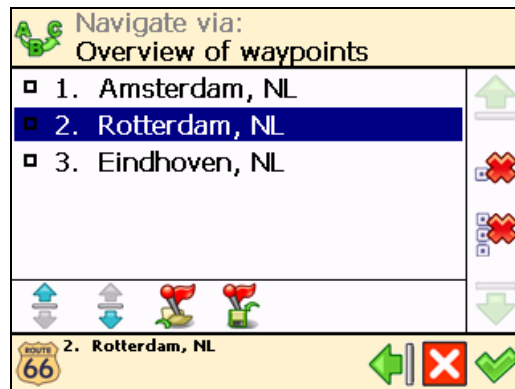 A B C Navigate via:
Overview of waypoints
1. Amsterdam, NL
2. Rotterdam, NL
3. Eindhoven, NL
ROUTE
66
2. Rotterdam, NL